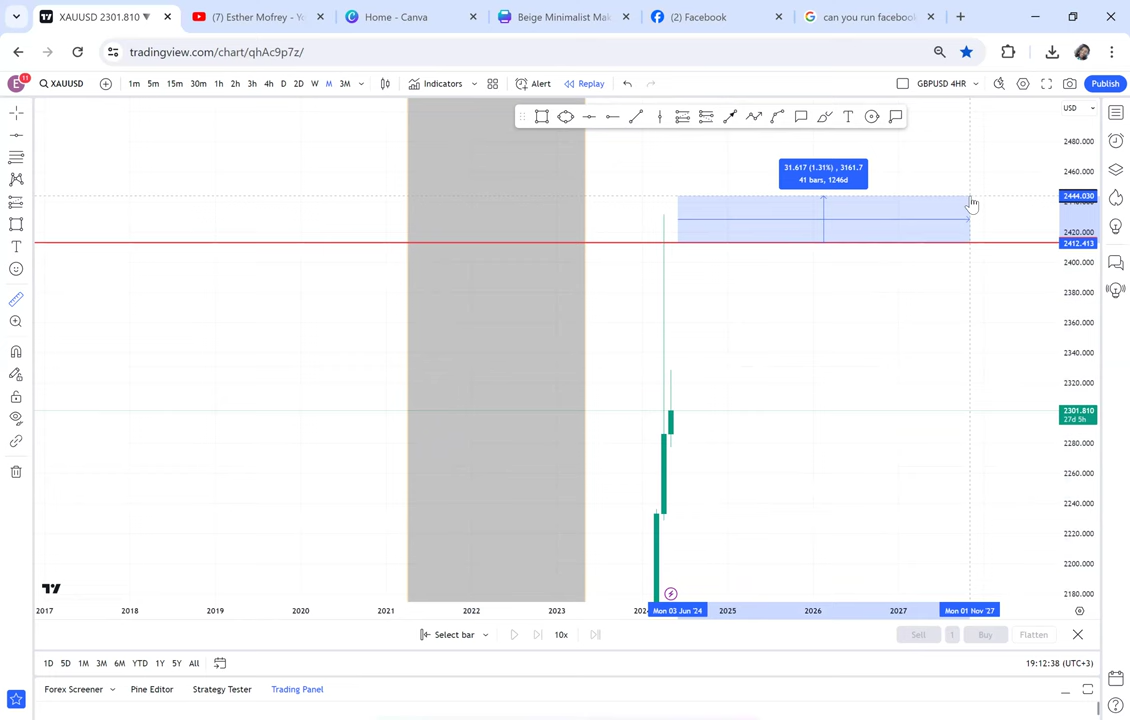 XAUUSD 2301.810
(7) Esther Mofrey - Yo
Home - Canva
Beige Minimalist Mak
(2) Facebook
can you run facebook
tradingview.com/chart/qhAc9p7z/
E
11
XAUUSD
1m 5m 15m 30m 1h 2h 3h 4h D 2D W M 3M
Indicators
Alert
Replay
GBPUSD 4HR
Publish
T
USD
2480.000
31.617 (1.31%) , 3161.7
41 bars, 1246d
2460.000
2444.030
2420.000
2412.413
2400.000
2380.000
2360.000
2340.000
2320.000
2301.810
27d 5h
2280.000
2260.000
2240.000
2220.000
2200.000
2180.000
2017 2018 2019 2020 2021 2022 2023 2024 Mon 03 Jun '24 2025 2026 2027 Mon 01 Nov '27
Select bar
10x
Sell 1 Buy Flatten
1D 5D 1M 3M 6M YTD 1Y 5Y All
19:12:38 (UTC+3)
Forex Screener Pine Editor Strategy Tester Trading Panel